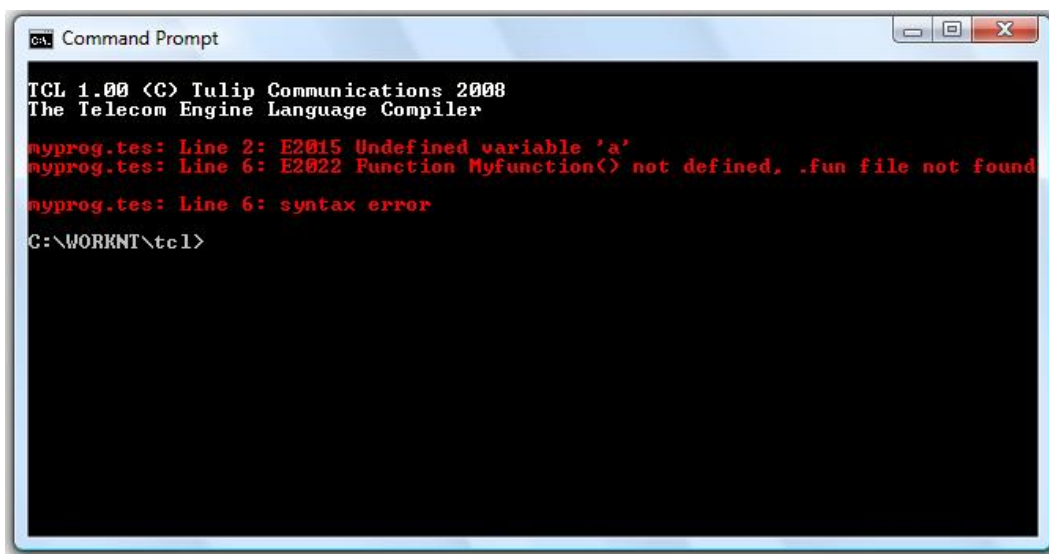 Command Prompt
TCL 1.00 (C) Tulip Communications 2008
The Telecom Engine Language Compiler
myprog.tes: Line 2: E2015 Undefined variable 'a'
myprog.tes: Line 6: E2022 Function Myfunction() not defined, .fun file not found
myprog.tes: Line 6: syntax error
C:\WORKNT\tcl>